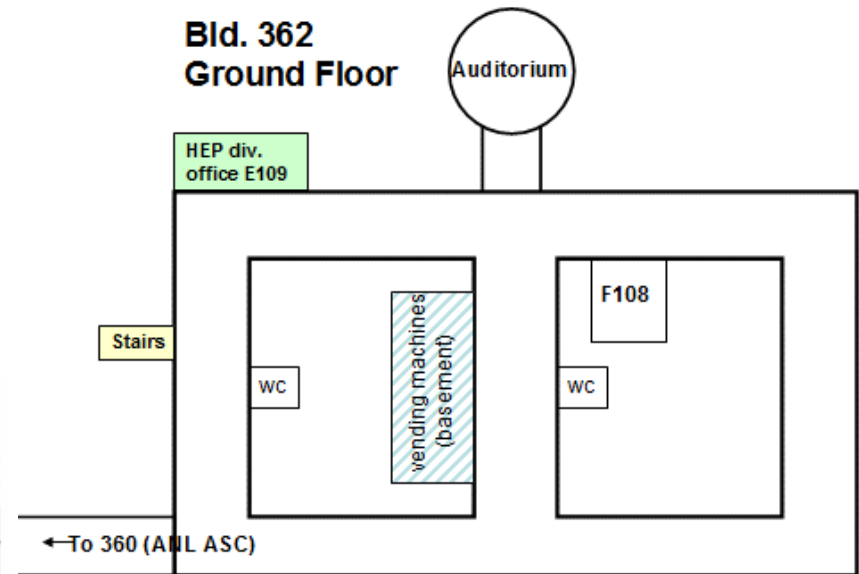 Bld. 362
Ground Floor
Auditorium
HEP div.
office E109
F108
Stairs
vending machines
(basement)
WC
WC
To 360 (ANL ASC)